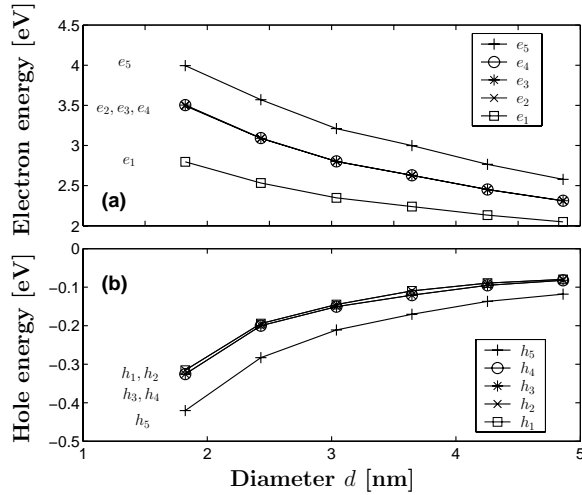 Electron energy [eV]
4.5
4
3.5
3
2.5
2
e5
e2, e3, e4
e1
(a)
e5
e4
e3
e2
e1
Hole energy [eV]
0
−0.1
−0.2
−0.3
−0.4
−0.5
(b)
h1, h2
h3, h4
h5
h5
h4
h3
h2
h1
1
2
3
4
5
Diameter d [nm]